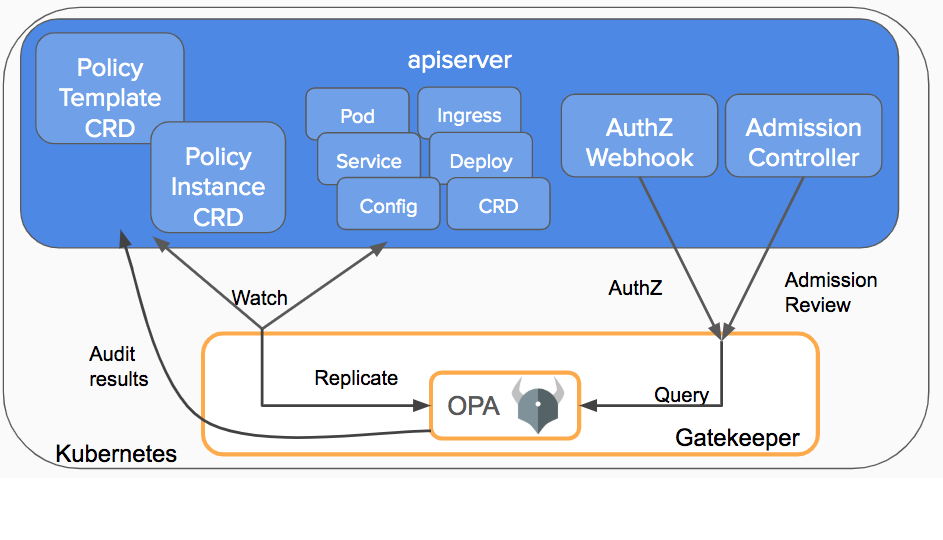 apiserver
Policy
Template
CRD
Policy
Instance
CRD
Pod
Ingress
Service
Deploy
Config
CRD
AuthZ
Webhook
Admission
Controller
Watch
AuthZ
Admission
Review
Audit
results
Replicate
OPA
Query
Gatekeeper
Kubernetes